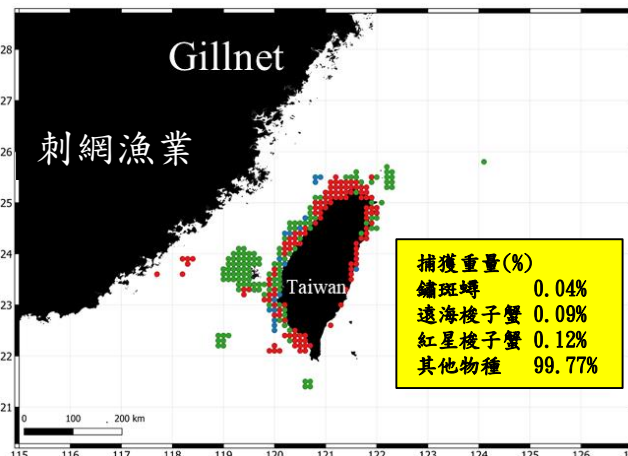 28
Gillnet
27
刺網漁業
26
25
24
23
Taiwan
22
21
捕獲重量(%)
鏽斑蟳 0.04%
遠海梭子蟹 0.09%
紅星梭子蟹 0.12%
其他物種 99.77%
0 100 200 km
115 116 117 118 119 120 121 122 123 124 125 126